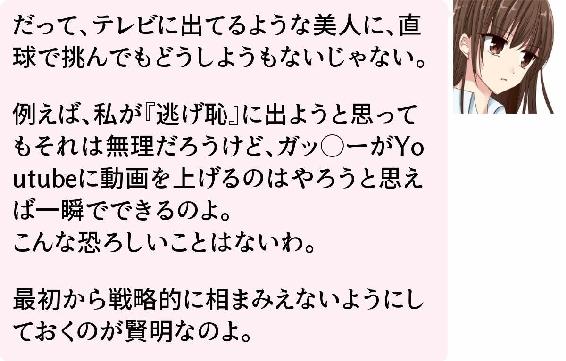 だって、テレビに出てるような美人に、直
球で挑んでもどうしようもないじゃない。
例えば、私が『逃げ恥』に出ようと思って
もそれは無理だろうけど、ガッ◯ーがYo
utubeに動画を上げるのはやろうと思え
ば一瞬でできるのよ。
こんな恐ろしいことはないわ。
最初から戦略的に相まみえないようにし
ておくのが賢明なのよ。